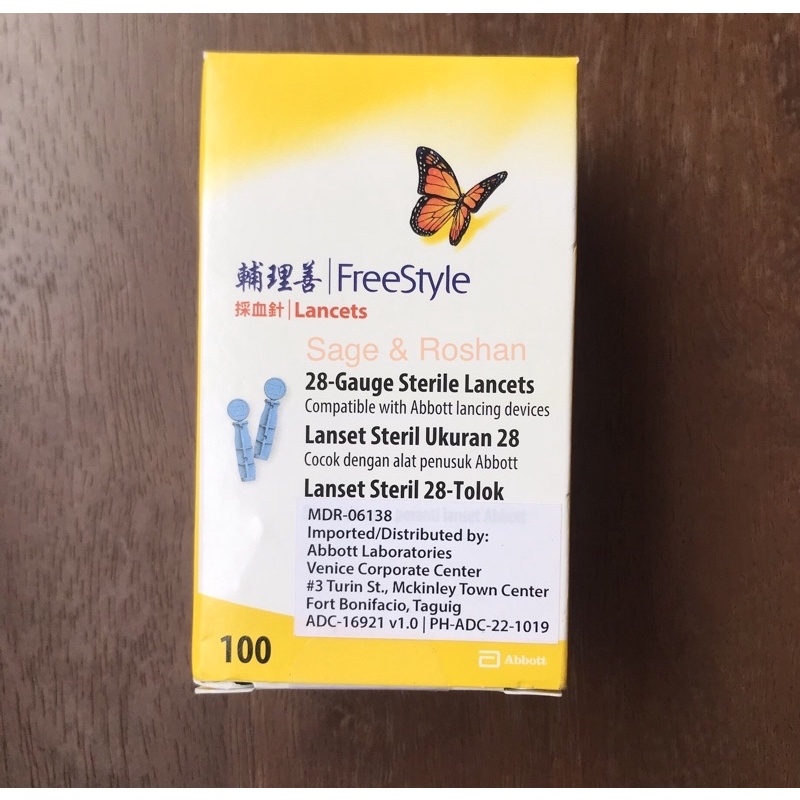 輔理善|FreeStyle
採血針|Lancets
Sage & Roshan
28-Gauge Sterile Lancets
Compatible with Abbott lancing devices
Lanset Steril Ukuran 28
Cocok dengan alat penusuk Abbott
Lanset Steril 28-Tolok
MDR-06138
Imported/Distributed by:
Abbott Laboratories
Venice Corporate Center
#3 Turin St., Mckinley Town Center
Fort Bonifacio, Taguig
ADC-16921 v1.0 | PH-ADC-22-1019
100
Abbott